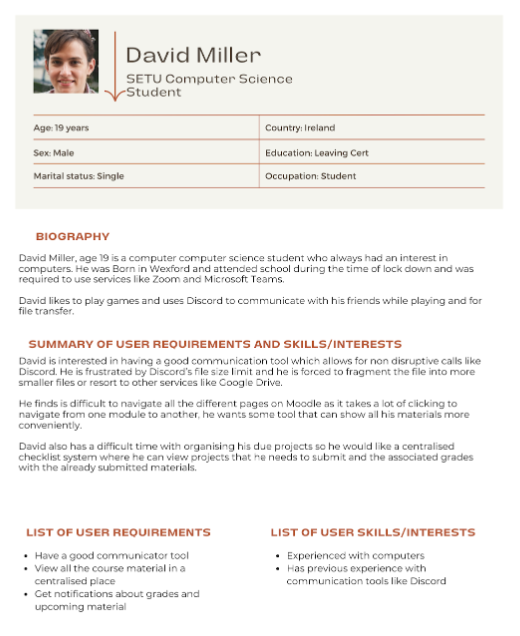 David Miller
SETU Computer Science
Student
Age: 19 years
Country: Ireland
Sex: Male
Education: Leaving Cert
Marital status: Single
Occupation: Student
BIOGRAPHY
David Miller, age 19 is a computer computer science student who always had an interest in
computers. He was Born in Wexford and attended school during the time of lock down and was
required to use services like Zoom and Microsoft Teams.
David likes to play games and uses Discord to communicate with his friends while playing and for
file transfer.
SUMMARY OF USER REQUIREMENTS AND SKILLS/INTERESTS
David is interested in having a good communication tool which allows for non disruptive calls like
Discord. He is frustrated by Discord's file size limit and he is forced to fragment the file into more
smaller files or resort to other services like Google Drive.
He finds is difficult to navigate all the different pages on Moodle as it takes a lot of clicking to
navigate from one module to another, he wants some tool that can show all his materials more
conveniently.
David also has a difficult time with organising his due projects so he would like a centralised
checklist system where he can view projects that he needs to submit and the associated grades
with the already submitted materials.
LIST OF USER REQUIREMENTS
• Have a good communicator tool
• View all the course material in a
centralised place
• Get notifications about grades and
upcoming material
LIST OF USER SKILLS/INTERESTS
• Experienced with computers
• Has previous experience with
communication tools like Discord